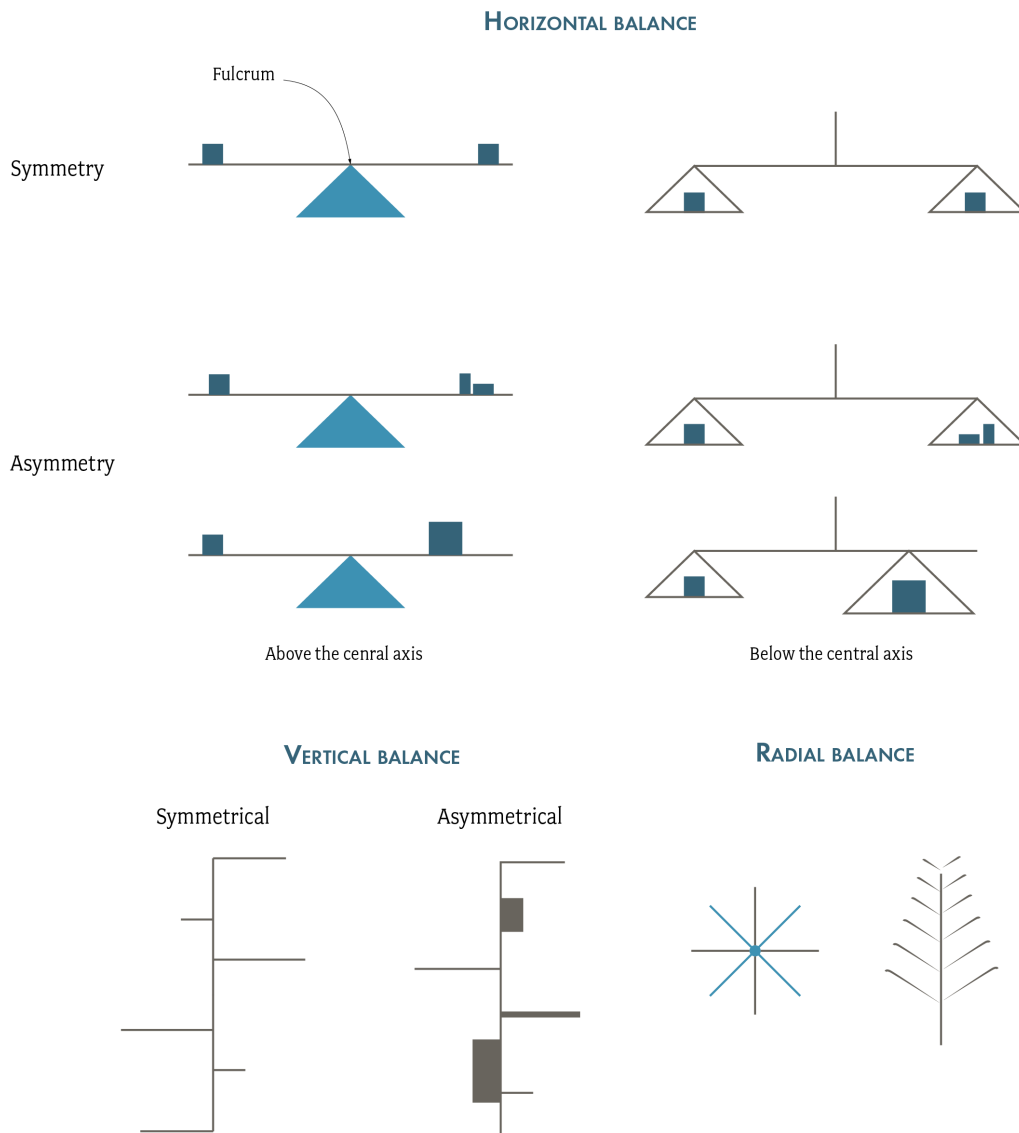 HORIZONTAL BALANCE
Fulcrum
Symmetry
Asymmetry
Above the cenral axis
Below the central axis
VERTICAL BALANCE
RADIAL BALANCE
Symmetrical
Asymmetrical